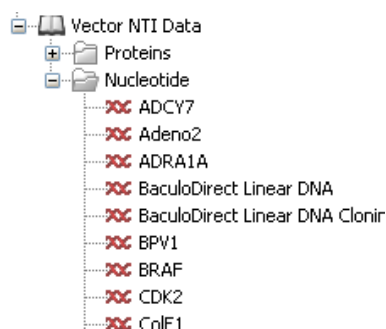 Vector NTI Data
Proteins
Nucleotide
ADCY7
Adeno2
ADRA1A
BaculoDirect Linear DNA
BaculoDirect Linear DNA Clonin
BPV1
BRAF
CDK2
ColE1